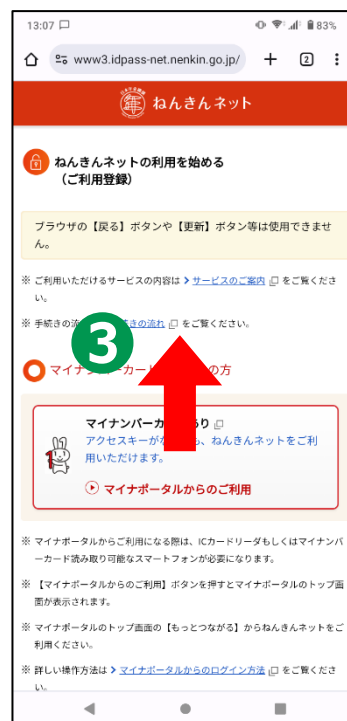 13:07
83%
www3.idpass-net.nenkin.go.jp/
2
ねんきんネット
ねんきんネットの利用を始める
（ご利用登録）
ブラウザの【戻る】ボタンや【更新】ボタン等は使用できませ
ん。
※ ご利用いただけるサービスの内容は サービスのご案内 をご覧くださ
い。
※ 手続きの流 きの流れ をご覧ください。
3
マイナンバーカー の方
マイナンバーカ り
アクセスキーがな 、ねんきんネットをご利
用いただけます。
マイナポータルからのご利用
※ マイナポータルからご利用になる際は、ICカードリーダもしくはマイナンバ
ーカード読み取り可能なスマートフォンが必要になります。
※ 【マイナポータルからのご利用】ボタンを押すとマイナポータルのトップ画
面が表示されます。
※ マイナポータルのトップ画面の【もっとつながる】からねんきんネットをご
利用ください。
※ 詳しい操作方法は マイナポータルからのログイン方法 をご覧くださ
い。